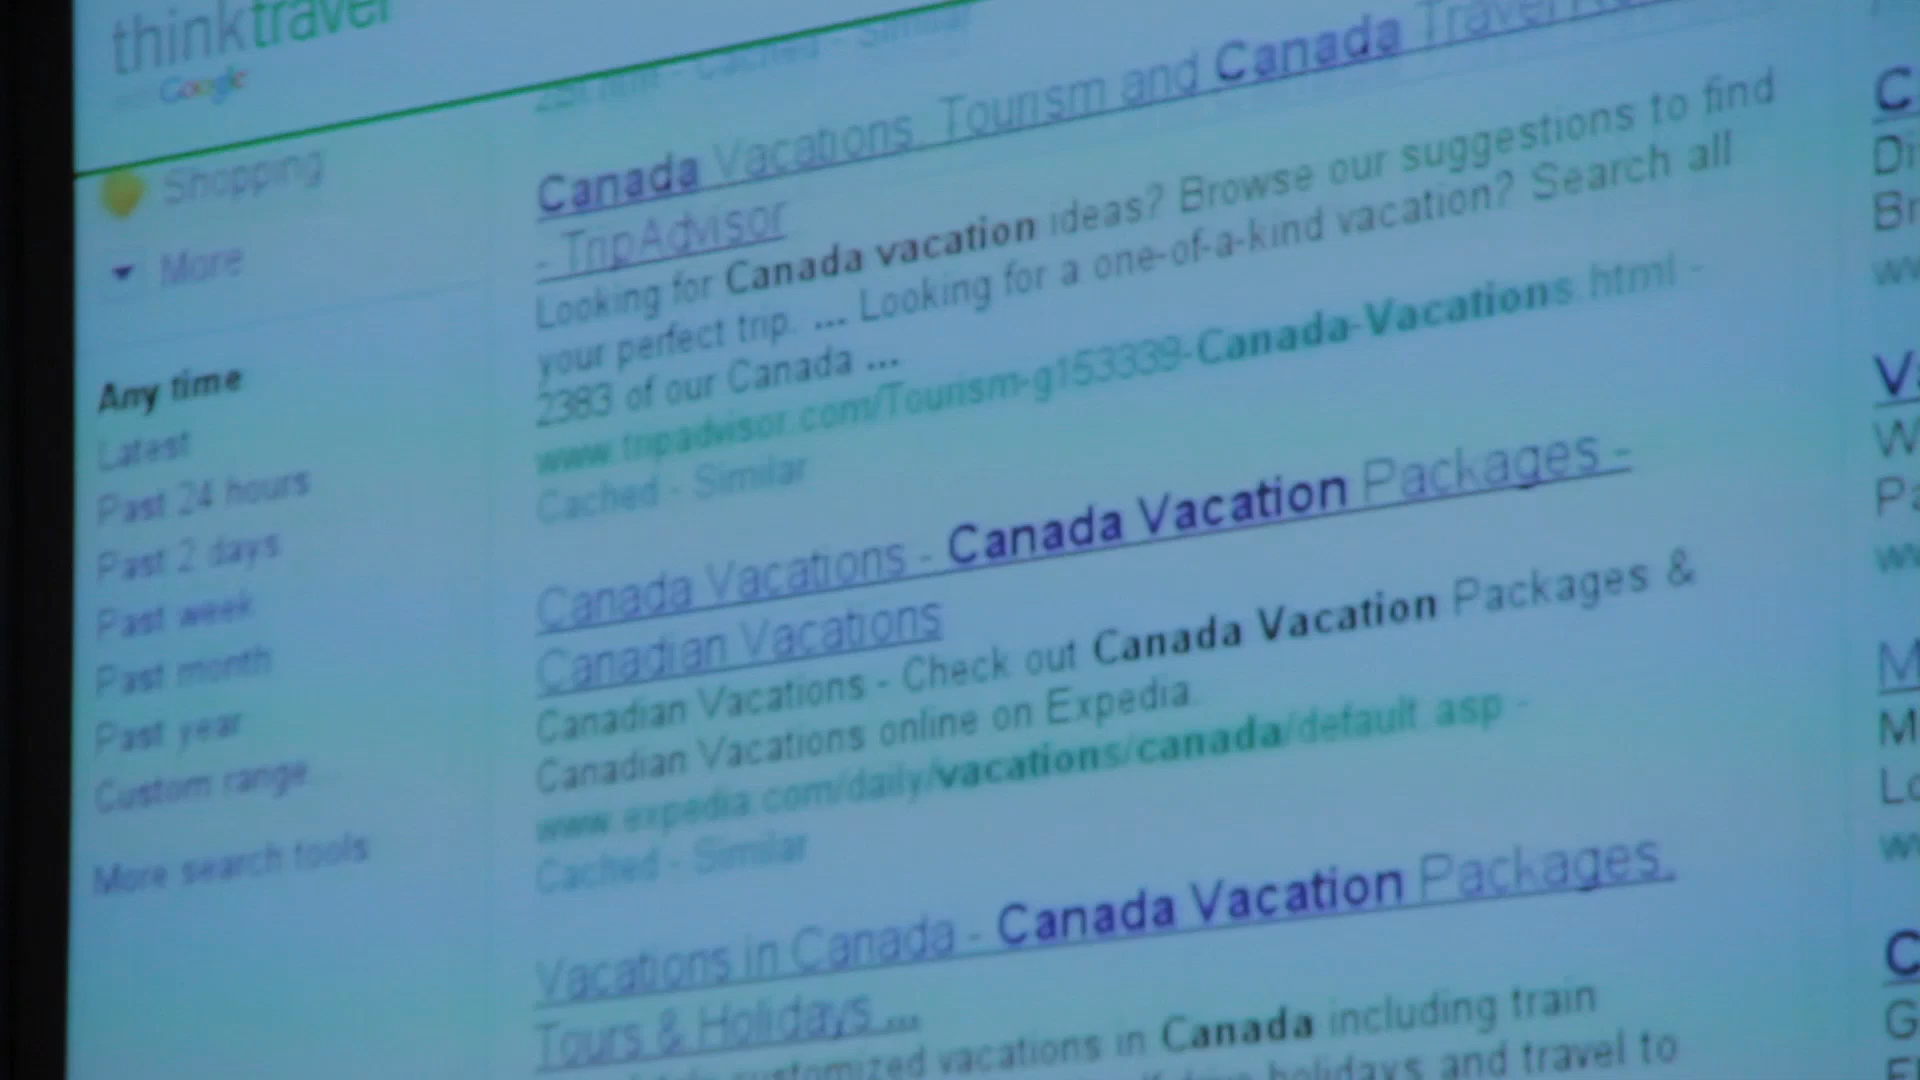 thinktravel
with Google
Shopping
More
Any time
Latest
Past 24 hours
Past 2 days
Past week
Past month
Past year
Custom range...
More search tools
Cached - Similar
Canada Vacations, Tourism and Canada Travel
- TripAdvisor
Looking for Canada vacation ideas? Browse our suggestions to find
your perfect trip. ... Looking for a one-of-a-kind vacation? Search all
2383 of our Canada ...
www.tripadvisor.com/Tourism-g153339-Canada-Vacations.html -
Cached - Similar
Canada Vacations - Canada Vacation Packages -
Canadian Vacations
Canadian Vacations - Check out Canada Vacation Packages &
Canadian Vacations online on Expedia.
www.expedia.com/daily/vacations/canada/default.asp -
Cached - Similar
Vacations in Canada - Canada Vacation Packages,
Tours & Holidays ...
customized vacations in Canada including train
holidays and travel to